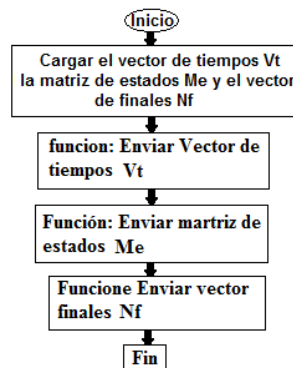 Inicio
Cargar el vector de tiempos Vt
la matriz de estados Me y el vector
de finales Nf
funcion: Enviar Vector de
tiempos Vt
Función: Enviar martriz de
estados Me
Funcione Enviar vector
finales Nf
Fin